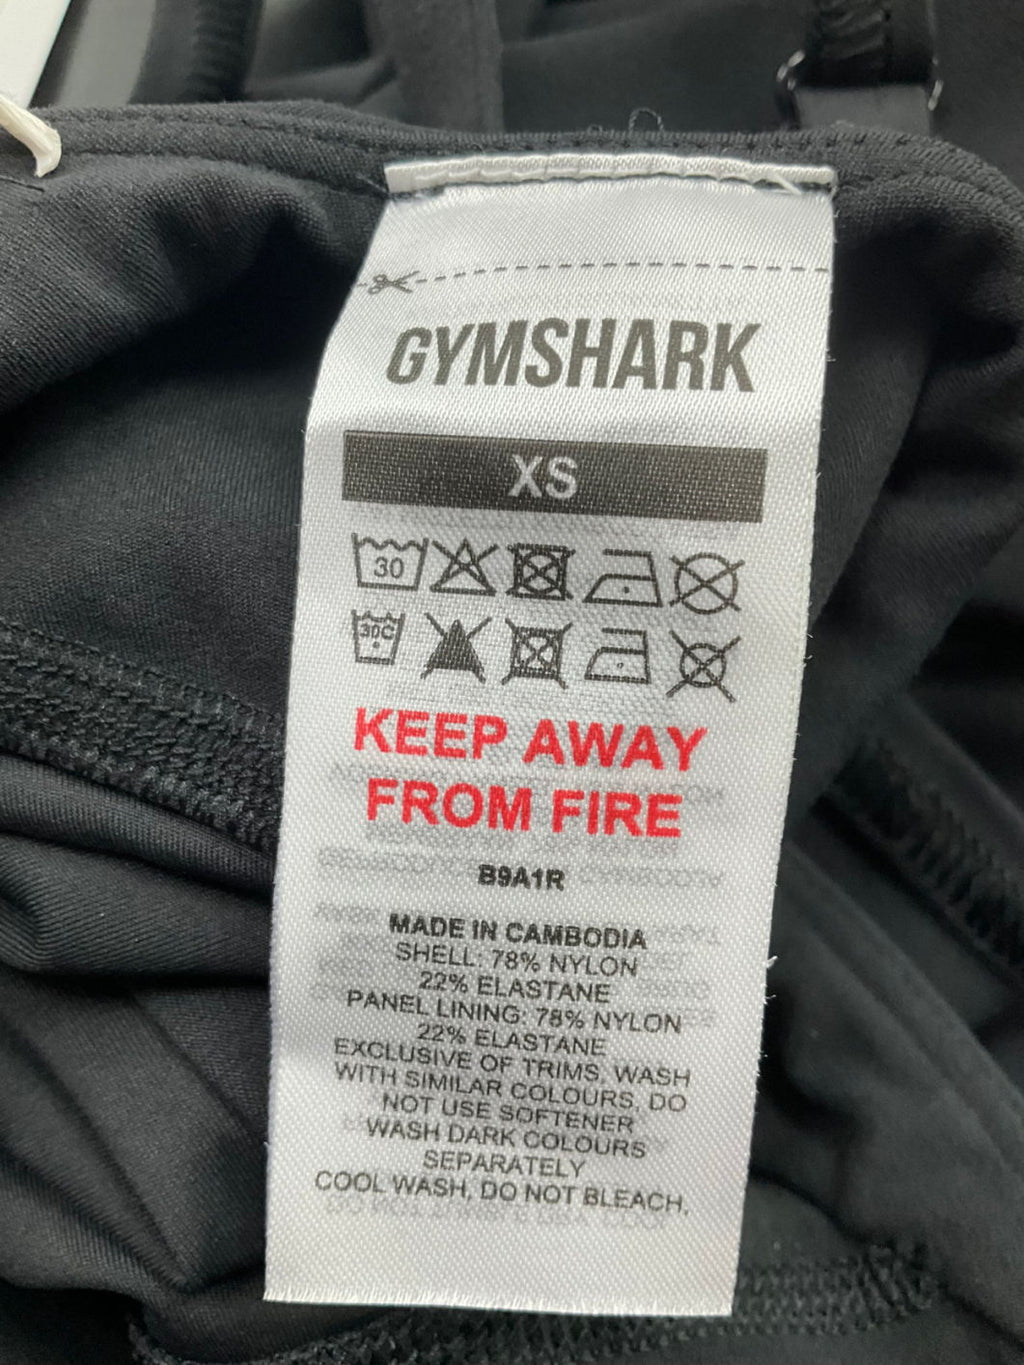 GYMSHARK
XS
30
30C
KEEP AWAY
FROM FIRE
B9A1R
MADE IN CAMBODIA
SHELL: 78% NYLON
22% ELASTANE
PANEL LINING: 78% NYLON
22% ELASTANE
EXCLUSIVE OF TRIMS, WASH
WITH SIMILAR COLOURS, DO
NOT USE SOFTENER
WASH DARK COLOURS
SEPARATELY
COOL WASH, DO NOT BLEACH,